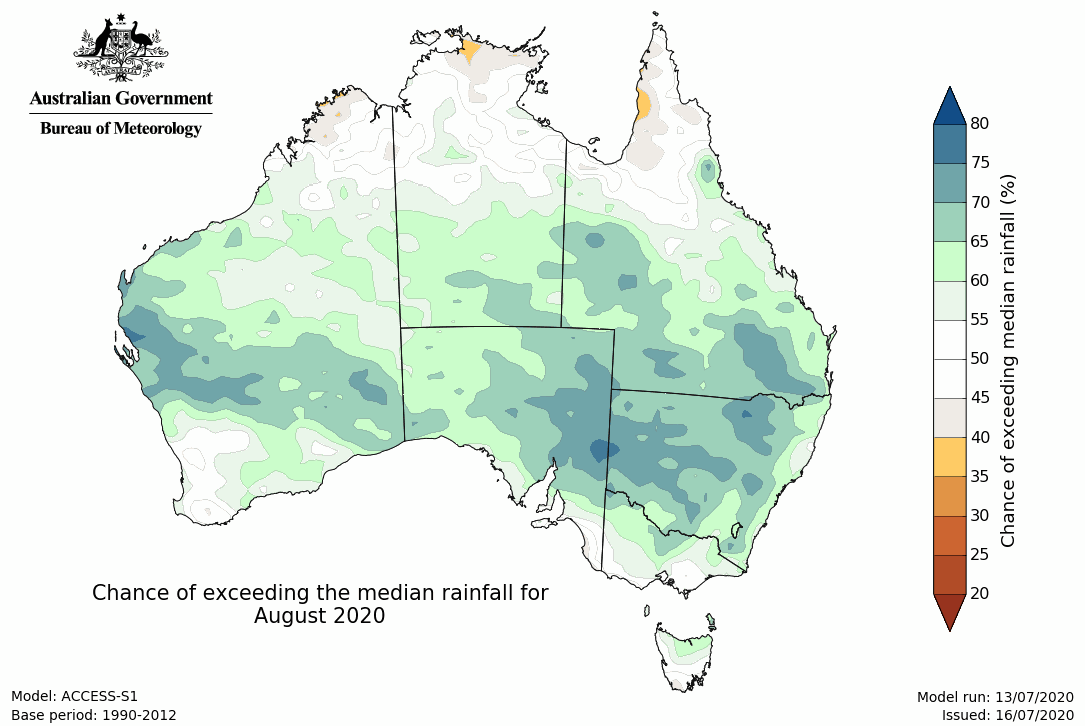 AUSTRALIA
Australian Government
Bureau of Meteorology
80
75
70
65
60
55
50
45
40
35
30
25
20
Chance of exceeding median rainfall (%)
Chance of exceeding the median rainfall for
August 2020
Model: ACCESS-S1
Base period: 1990-2012
Model run: 13/07/2020
Issued: 16/07/2020